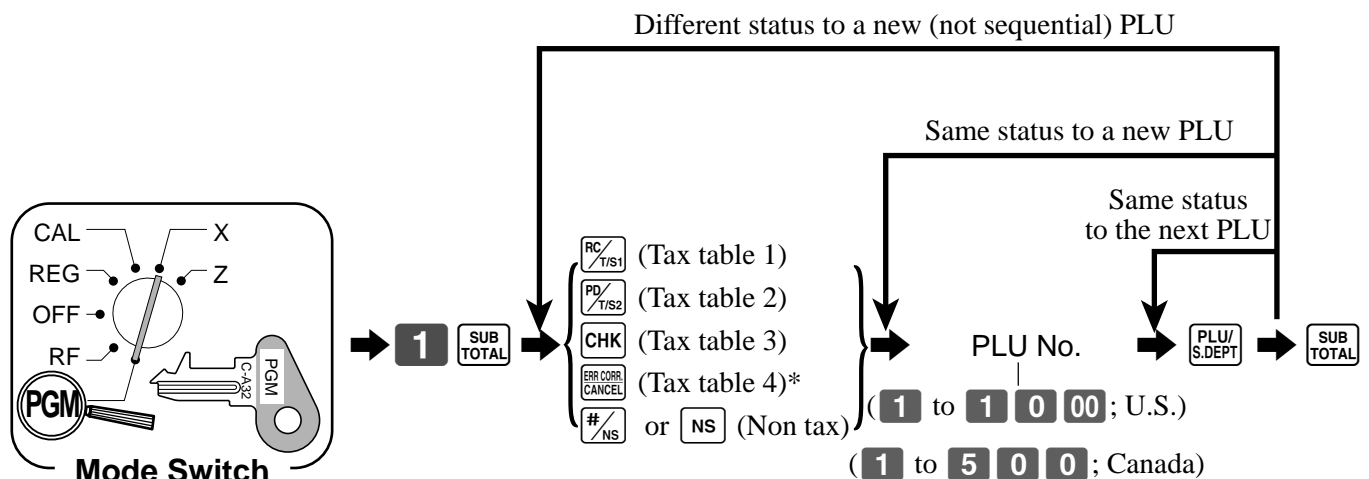 Different status to a new (not sequential) PLU
Same status to a new PLU
Same status
to the next PLU
CAL
X
REG
Z
OFF
RF
PGM
PGM
C-A32
Mode Switch
1
SUB
TOTAL
RC/T/S1 (Tax table 1)
PD/T/S2 (Tax table 2)
CHK (Tax table 3)
ERR CORR.
CANCEL (Tax table 4)*
#/NS or NS (Non tax)
PLU No.
(1 to 1 0 00; U.S.)
(1 to 5 0 0; Canada)
PLU/
S.DEPT
SUB
TOTAL